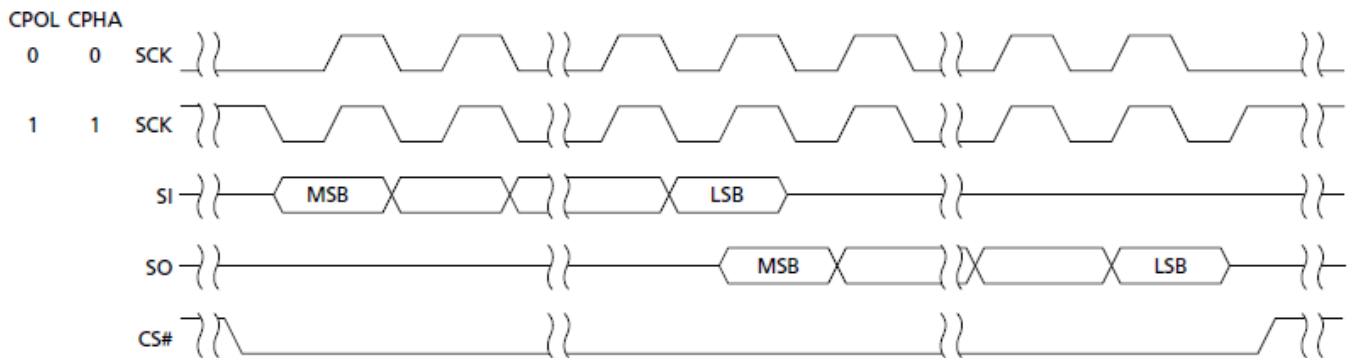 CPOL CPHA
0 0 SCK
1 1 SCK
SI MSB LSB
SO MSB LSB
CS#